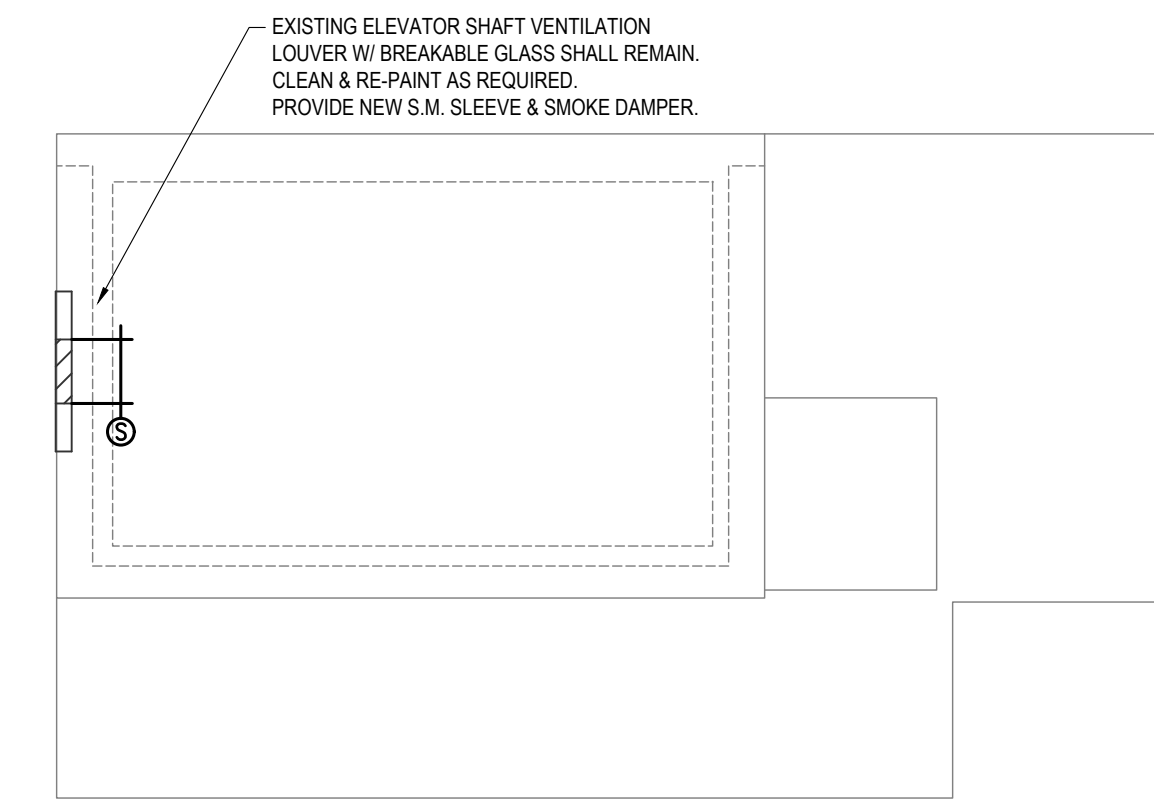 EXISTING ELEVATOR SHAFT VENTILATION
LOUVER W/ BREAKABLE GLASS SHALL REMAIN.
CLEAN & RE-PAINT AS REQUIRED.
PROVIDE NEW S.M. SLEEVE & SMOKE DAMPER.
S